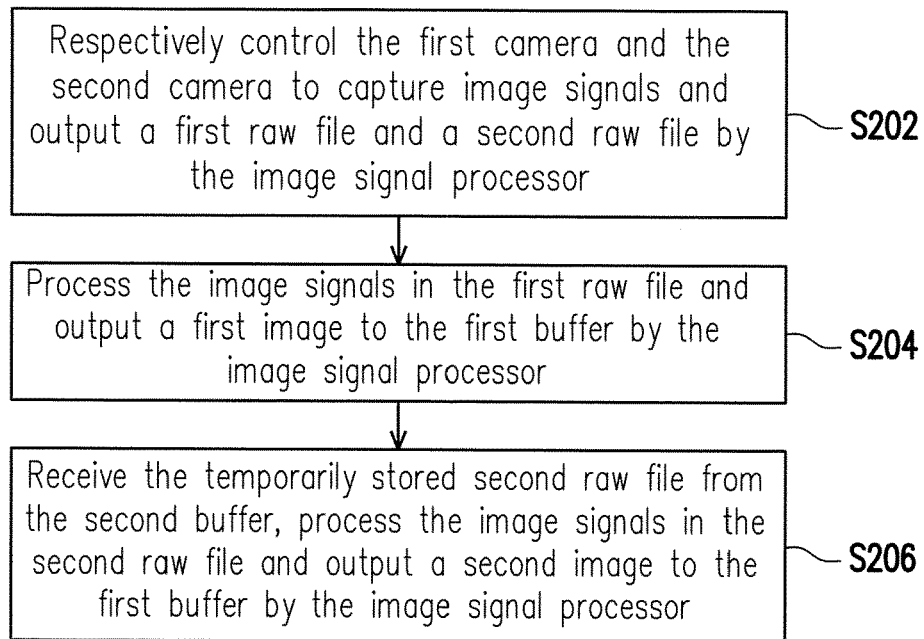 Respectively control the first camera and the
second camera to capture image signals and
output a first raw file and a second raw file by
the image signal processor
S202
Process the image signals in the first raw file and
output a first image to the first buffer by the
image signal processor
S204
Receive the temporarily stored second raw file from
the second buffer, process the image signals in the
second raw file and output a second image to the
first buffer by the image signal processor
S206